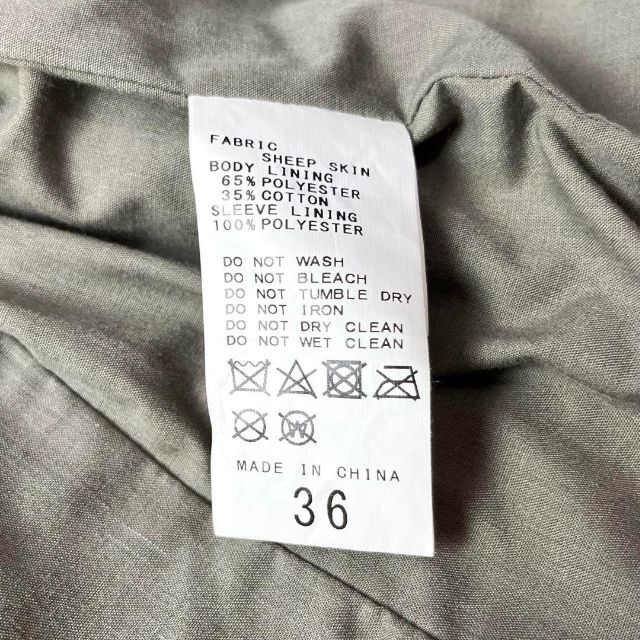 FABRIC
SHEEP SKIN
BODY LINING
65% POLYESTER
35% COTTON
SLEEVE LINING
100% POLYESTER
DO NOT WASH
DO NOT BLEACH
DO NOT TUMBLE DRY
DO NOT IRON
DO NOT DRY CLEAN
DO NOT WET CLEAN
W
MADE IN CHINA
36